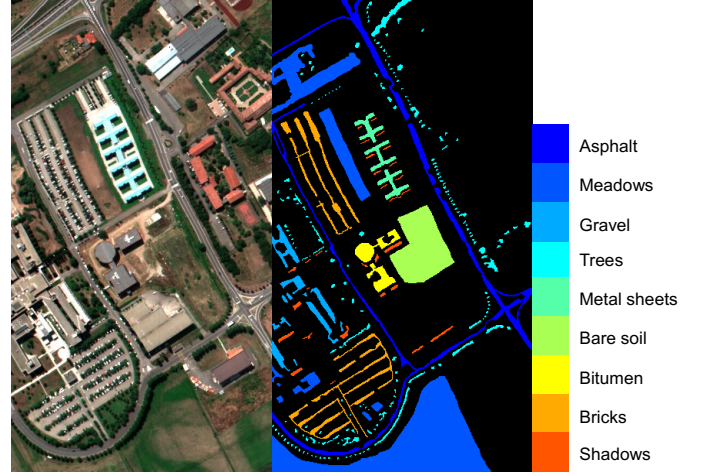 Asphalt
Meadows
Gravel
Trees
Metal sheets
Bare soil
Bitumen
Bricks
Shadows